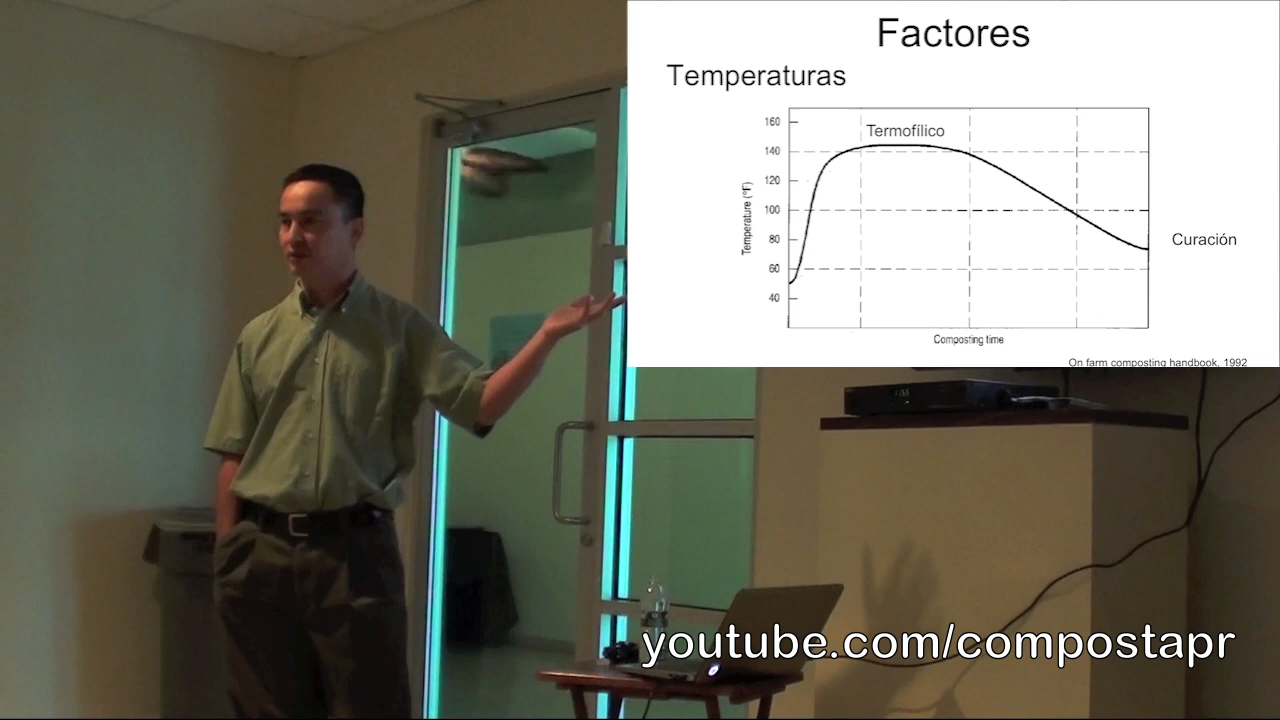 Factores
Temperaturas
160
Termofílico
140
120
100
80
60
40
Temperature (°F)
Curación
Composting time
On farm composting handbook, 1992
youtube.com/compostapr